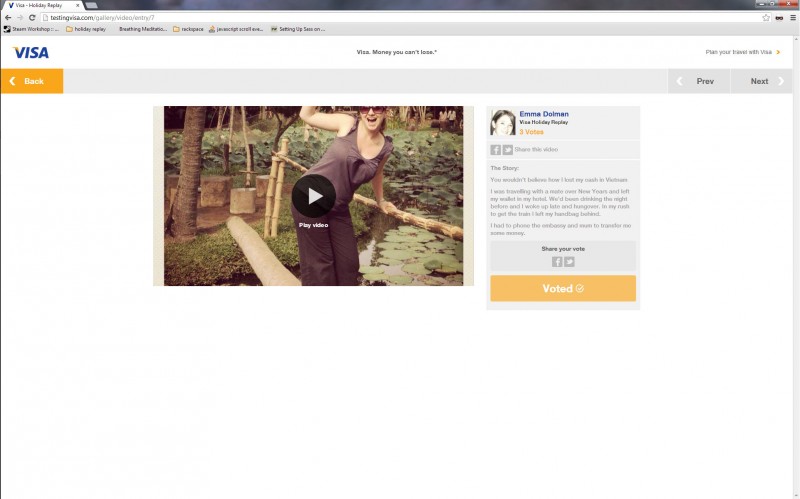 Visa - Holiday Replay
testingvisa.com/gallery/video/entry/7
Steam Workshop :: ...
holiday replay
Breathing Meditatio...
rackspace
javascript scroll eve...
Setting Up Sass on ...
VISA
Visa. Money you can't lose.*
Plan your travel with Visa
Back
Prev
Next
Play video
Emma Dolman
Visa Holiday Replay
3 Votes
Share this video
The Story:
You wouldn't believe how I lost my cash in Vietnam
I was travelling with a mate over New Years and left
my wallet in my hotel. We'd been drinking the night
before and I woke up late and hungover. In my rush
to get the train I left my handbag behind.
I had to phone the embassy and mum to transfer me
some money.
Share your vote
Voted